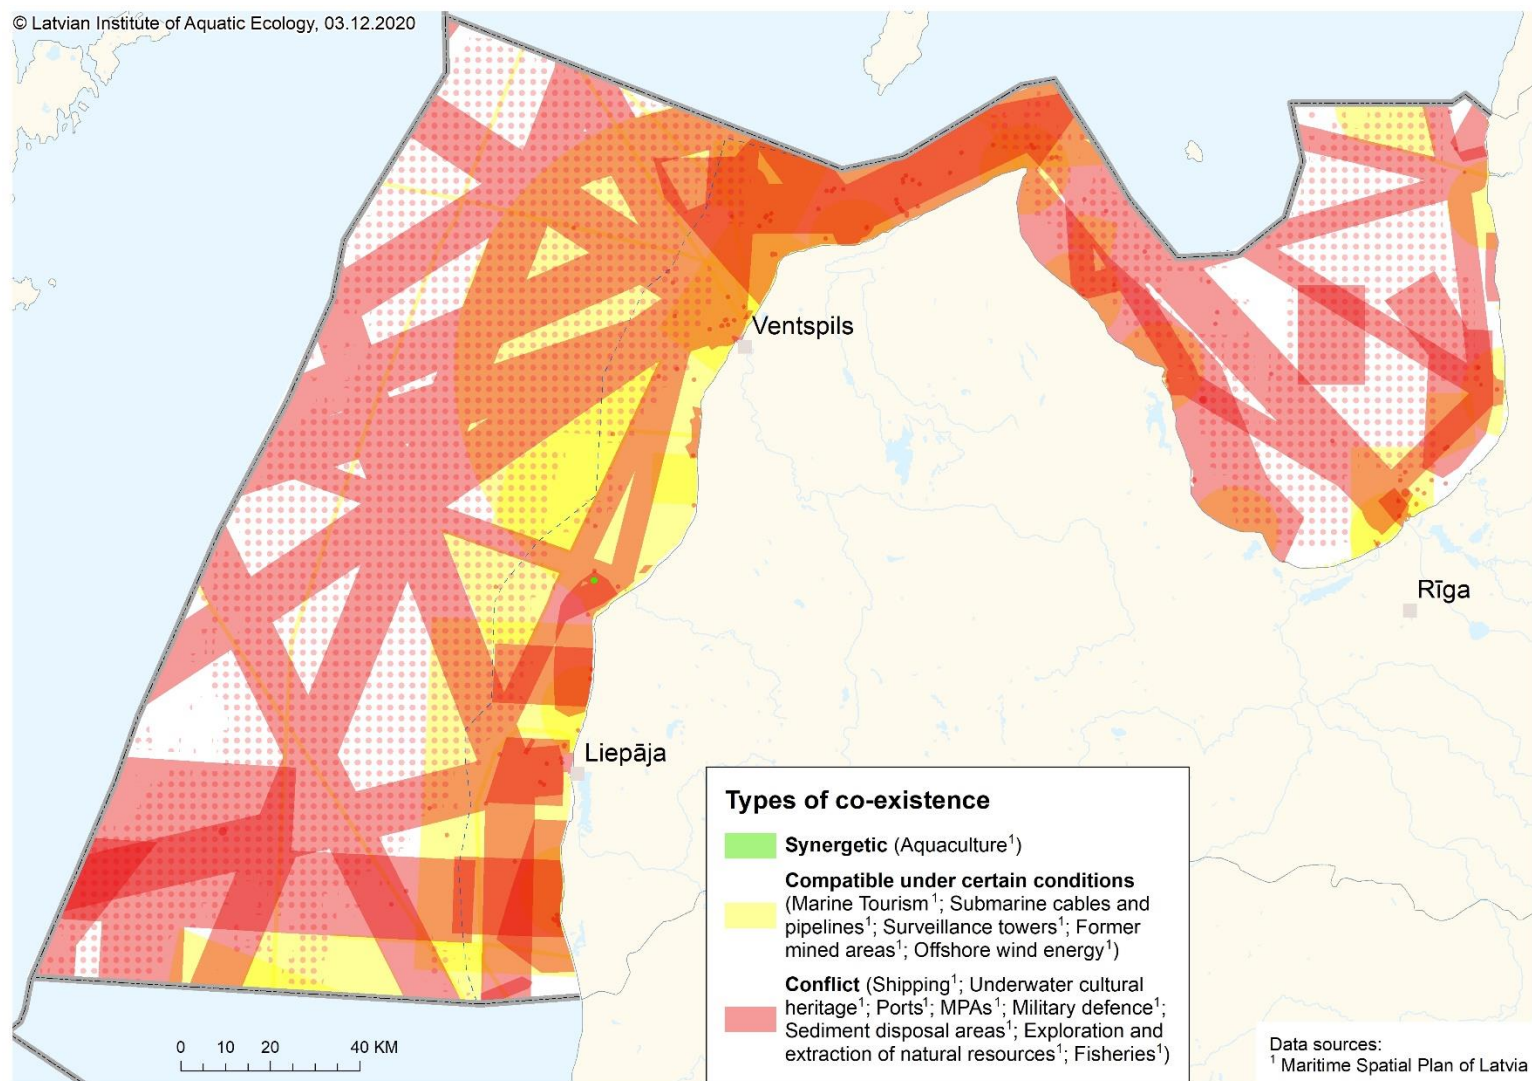 © Latvian Institute of Aquatic Ecology, 03.12.2020
Ventspils
Rīga
Liepāja
Types of co-existence
Synergetic (Aquaculture¹)
Compatible under certain conditions
(Marine Tourism¹; Submarine cables and
pipelines¹; Surveillance towers¹; Former
mined areas¹; Offshore wind energy¹)
Conflict (Shipping¹; Underwater cultural
heritage¹; Ports¹; MPAs¹; Military defence¹;
Sediment disposal areas¹; Exploration and
extraction of natural resources¹; Fisheries¹)
0 10 20 40 KM
Data sources:
¹ Maritime Spatial Plan of Latvia